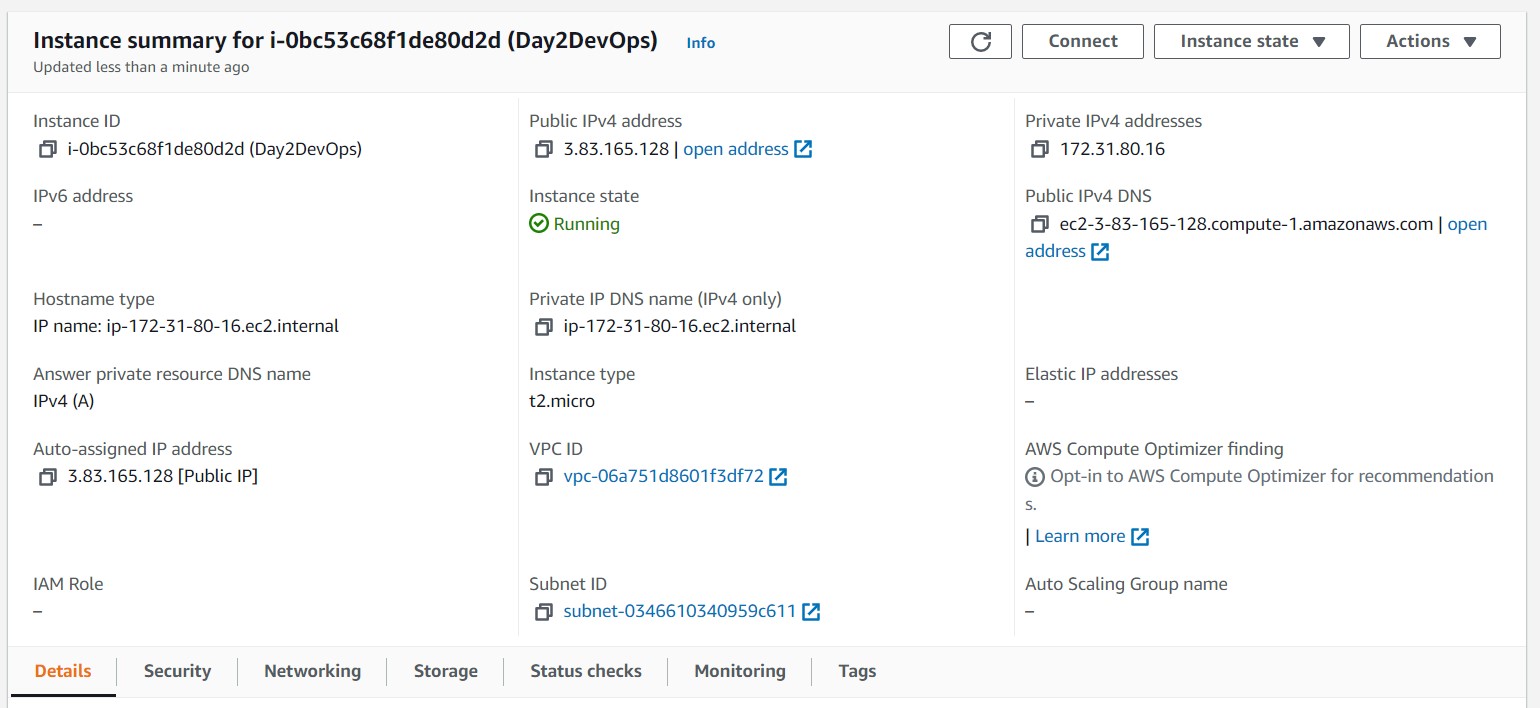 Instance summary for i-0bc53c68f1de80d2d (Day2DevOps) Info
Updated less than a minute ago
Connect
Instance state
Actions
Instance ID
i-0bc53c68f1de80d2d (Day2DevOps)
Public IPv4 address
3.83.165.128 | open address
Private IPv4 addresses
172.31.80.16
IPv6 address
–
Instance state
Running
Public IPv4 DNS
ec2-3-83-165-128.compute-1.amazonaws.com | open
address
Hostname type
IP name: ip-172-31-80-16.ec2.internal
Private IP DNS name (IPv4 only)
ip-172-31-80-16.ec2.internal
Answer private resource DNS name
IPv4 (A)
Instance type
t2.micro
Elastic IP addresses
–
Auto-assigned IP address
3.83.165.128 [Public IP]
VPC ID
vpc-06a751d8601f3df72
AWS Compute Optimizer finding
Opt-in to AWS Compute Optimizer for recommendation
s.
| Learn more
IAM Role
–
Subnet ID
subnet-0346610340959c611
Auto Scaling Group name
–
Details
Security
Networking
Storage
Status checks
Monitoring
Tags